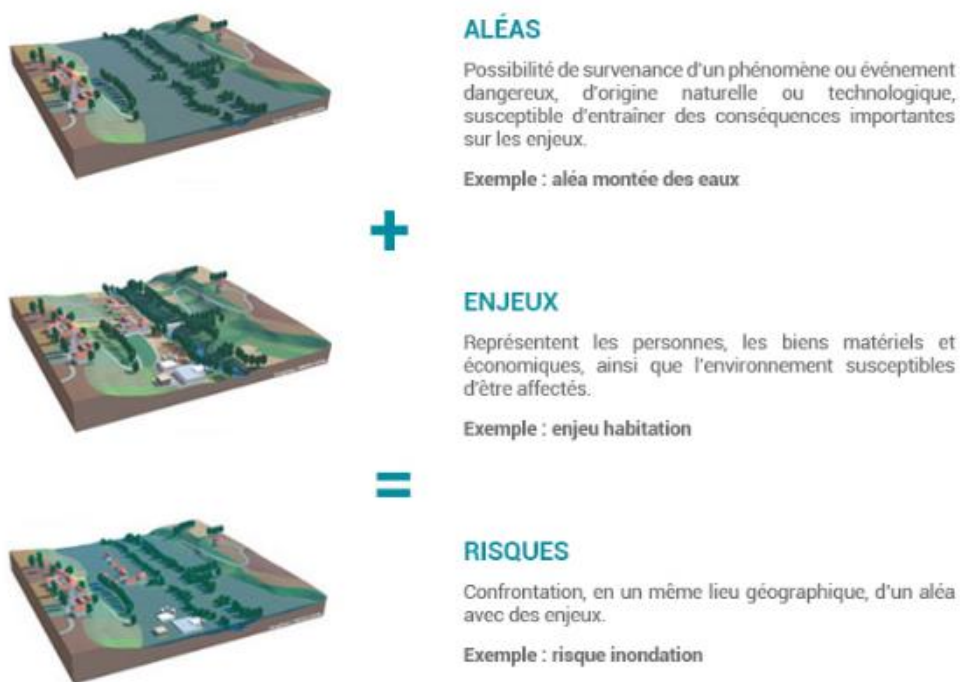 ALÉAS
Possibilité de survenance d'un phénomène ou événement
dangereux, d'origine naturelle ou technologique,
susceptible d'entraîner des conséquences importantes
sur les enjeux.
Exemple : aléa montée des eaux
+
ENJEUX
Représentent les personnes, les biens matériels et
économiques, ainsi que l'environnement susceptibles
d'être affectés.
Exemple : enjeu habitation
=
RISQUES
Confrontation, en un même lieu géographique, d'un aléa
avec des enjeux.
Exemple : risque inondation